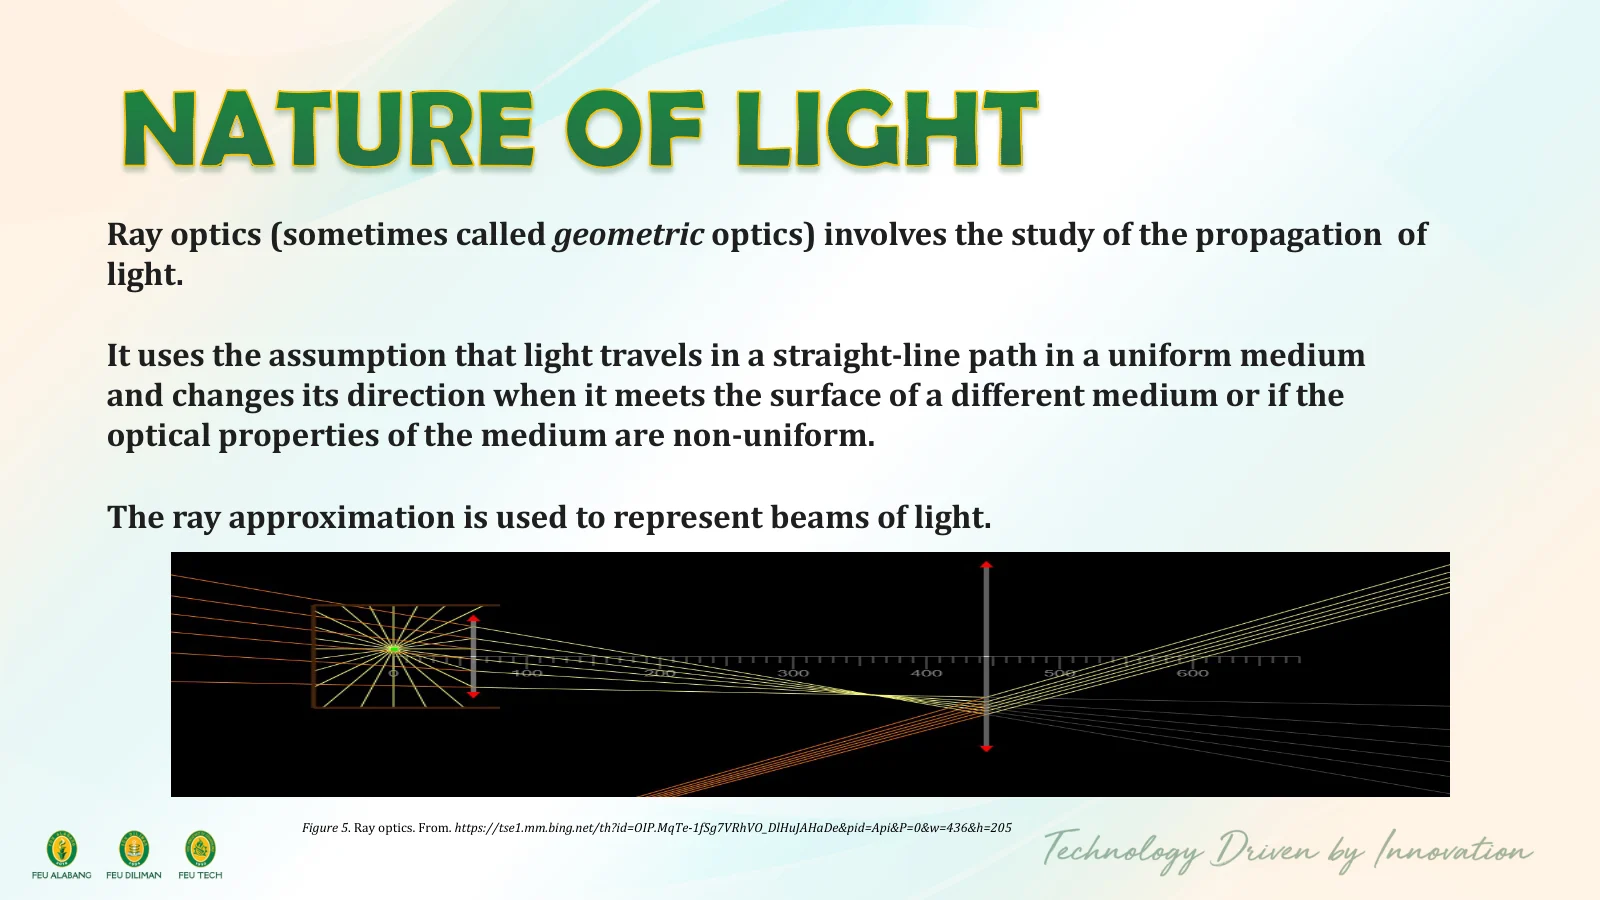 NATURE OF LIGHT
Ray optics (sometimes called geometric optics) involves the study of the propagation  of
light.
It uses the assumption that light travels in a straight-line path in a uniform medium
and changes its direction when it meets the surface of a different medium or if the
optical properties of the medium are non-uniform.
The ray approximation is used to represent beams of light.
0 100 200 300 400 500 600
Figure 5. Ray optics. From. https://tse1.mm.bing.net/th?id=OIP.MqTe-1fSg7VRhVO_DlHuJAHaDe&pid=Api&P=0&w=436&h=205
Technology Driven by Innovation
FEU ALABANG FEU DILIMAN FEU TECH